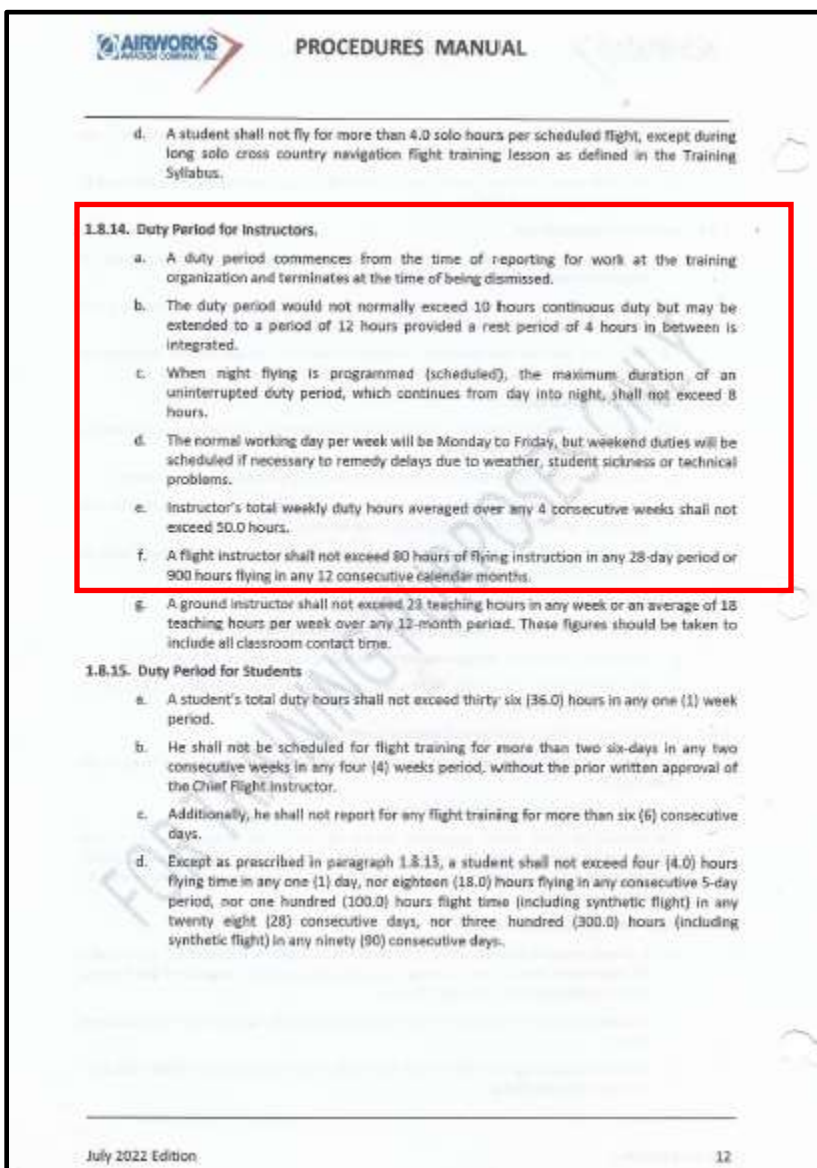 AIRWORKS
AVIATION COMPANY, INC.
PROCEDURES MANUAL
d. A student shall not fly for more than 4.0 solo hours per scheduled flight, except during
long solo cross country navigation flight training lesson as defined in the Training
Syllabus.
1.8.14. Duty Period for Instructors.
a. A duty period commences from the time of reporting for work at the training
organization and terminates at the time of being dismissed.
b. The duty period would not normally exceed 10 hours continuous duty but may be
extended to a period of 12 hours provided a rest period of 4 hours in between is
integrated.
c. When night flying is programmed (scheduled), the maximum duration of an
uninterrupted duty period, which continues from day into night, shall not exceed 8
hours.
d. The normal working day per week will be Monday to Friday, but weekend duties will be
scheduled if necessary to remedy delays due to weather, student sickness or technical
problems.
e. Instructor's total weekly duty hours averaged over any 4 consecutive weeks shall not
exceed 50.0 hours.
f. A flight instructor shall not exceed 80 hours of flying instruction in any 28-day period or
900 hours flying in any 12 consecutive calendar months.
g. A ground instructor shall not exceed 23 teaching hours in any week or an average of 18
teaching hours per week over any 12-month period. These figures should be taken to
include all classroom contact time.
1.8.15. Duty Period for Students
a. A student's total duty hours shall not exceed thirty six (36.0) hours in any one (1) week
period.
b. He shall not be scheduled for flight training for more than two six-days in any two
consecutive weeks in any four (4) weeks period, without the prior written approval of
the Chief Flight Instructor.
c. Additionally, he shall not report for any flight training for more than six (6) consecutive
days.
d. Except as prescribed in paragraph 1.8.13, a student shall not exceed four (4.0) hours
flying time in any one (1) day, nor eighteen (18.0) hours flying in any consecutive 5-day
period, nor one hundred (100.0) hours flight time (including synthetic flight) in any
twenty eight (28) consecutive days, nor three hundred (300.0) hours (including
synthetic flight) in any ninety (90) consecutive days.
FOR TRAINING PURPOSES ONLY
July 2022 Edition
12